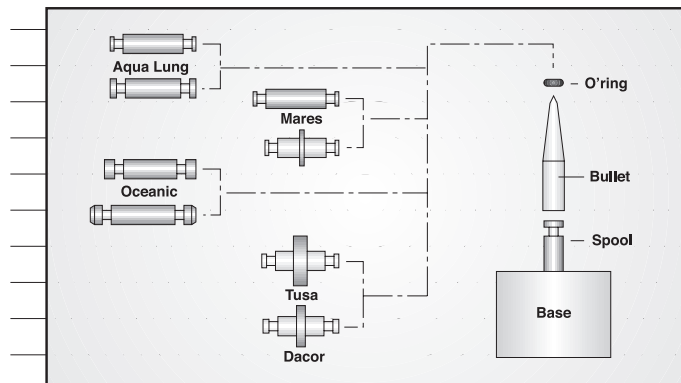 Aqua Lung
Mares
Oceanic
Tusa
Dacor
O'ring
Bullet
Spool
Base